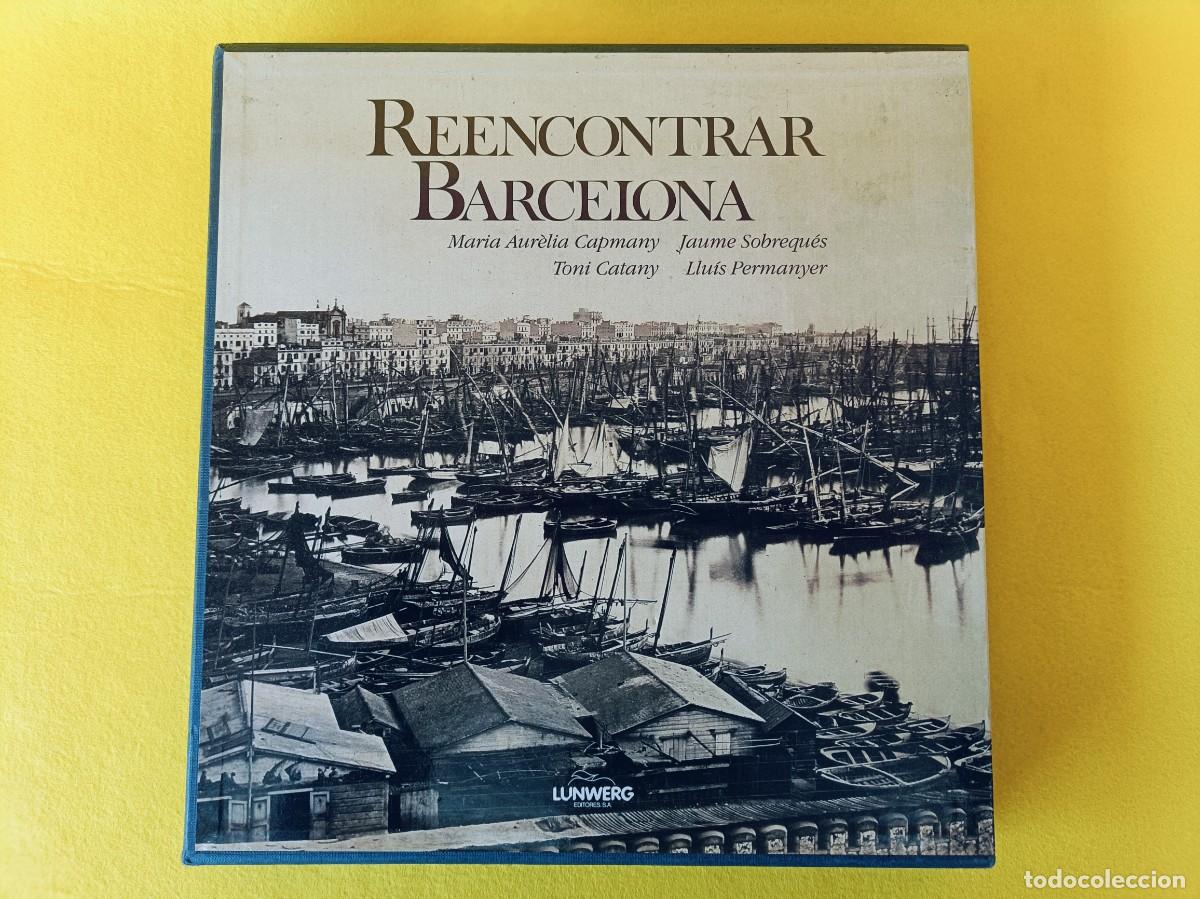 REENCONTRAR
BARCELONA
Maria Aurèlia Capmany Jaume Sobrequés
Toni Catany Lluís Permanyer
LUNWERG
EDITORES, S.A.
todocoleccion